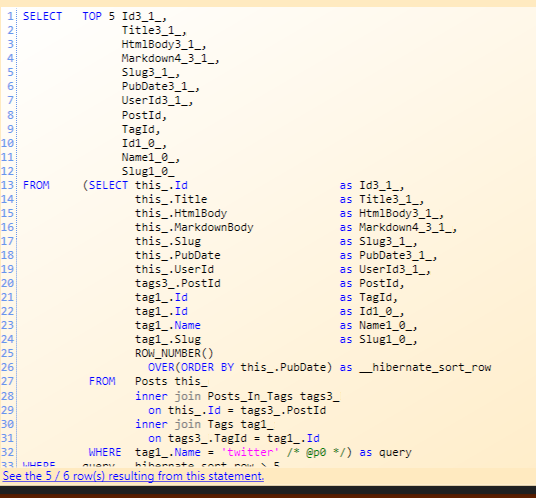 1 SELECT TOP 5 Id3_1_,
2 Title3_1_,
3 HtmlBody3_1_,
4 Markdown4_3_1_,
5 Slug3_1_,
6 PubDate3_1_,
7 UserId3_1_,
8 PostId,
9 TagId,
10 Id1_0_,
11 Name1_0_,
12 Slug1_0_
13 FROM (SELECT this_.Id as Id3_1_,
14 this_.Title as Title3_1_,
15 this_.HtmlBody as HtmlBody3_1_,
16 this_.MarkdownBody as Markdown4_3_1_,
17 this_.Slug as Slug3_1_,
18 this_.PubDate as PubDate3_1_,
19 this_.UserId as UserId3_1_,
20 tags3_.PostId as PostId,
21 tag1_.Id as TagId,
22 tag1_.Id as Id1_0_,
23 tag1_.Name as Name1_0_,
24 tag1_.Slug as Slug1_0_,
25 ROW_NUMBER()
26 OVER(ORDER BY this_.PubDate) as __hibernate_sort_row
27 FROM Posts this_
28 inner join Posts_In_Tags tags3_
29 on this_.Id = tags3_.PostId
30 inner join Tags tag1_
31 on tags3_.TagId = tag1_.Id
32 WHERE tag1_.Name = 'twitter' /* @p0 */) as query
33 WHERE query hibernate sort row > 5
See the 5 / 6 row(s) resulting from this statement.